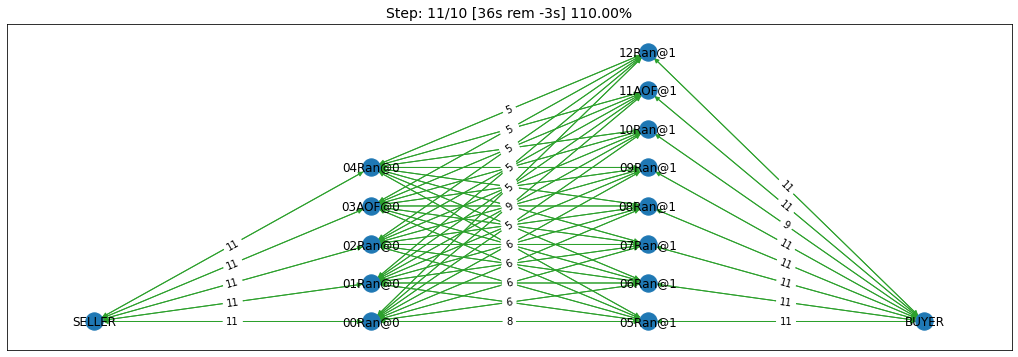 Step: 11/10 [36s rem -3s] 110.00%
12Ran@1
11AOF@1
5
5
10Ran@1
5
04Ran@0
5
09Ran@1
5
11
03AOF@0
9
08Ran@1
11
5
9
02Ran@0
6
07Ran@1
11
11
6
11
11
01Ran@0
6
06Ran@1
11
11
6
11
SELLER
11
00Ran@0
8
05Ran@1
11
BUYER